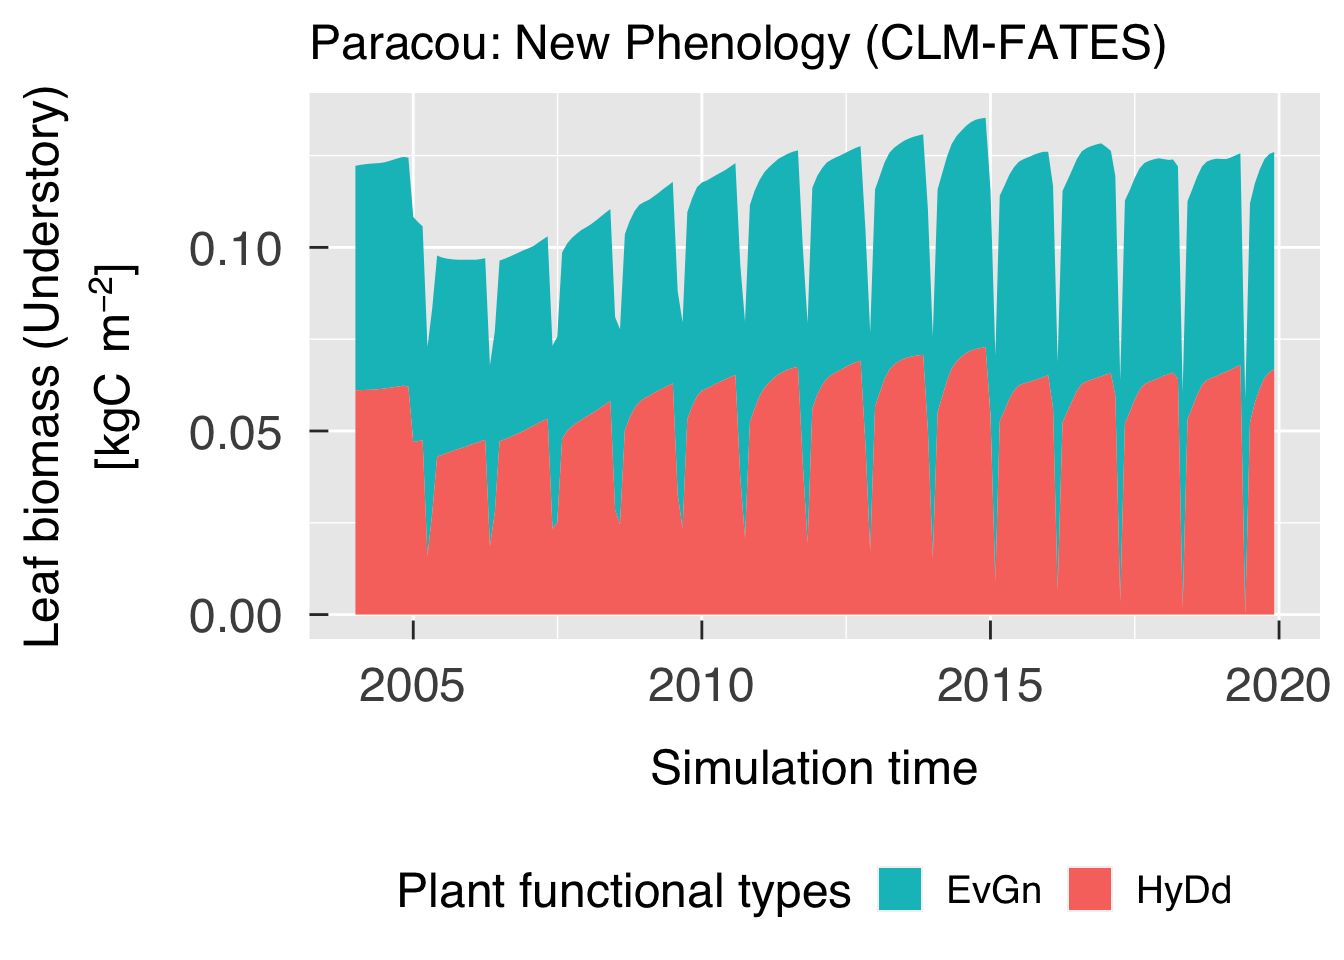 Paracou: New Phenology (CLM-FATES)
Leaf biomass (Understory)
[kgC m⁻²]
0.10
0.05
0.00
2005 2010 2015 2020
Simulation time
Plant functional types EvGn HyDd